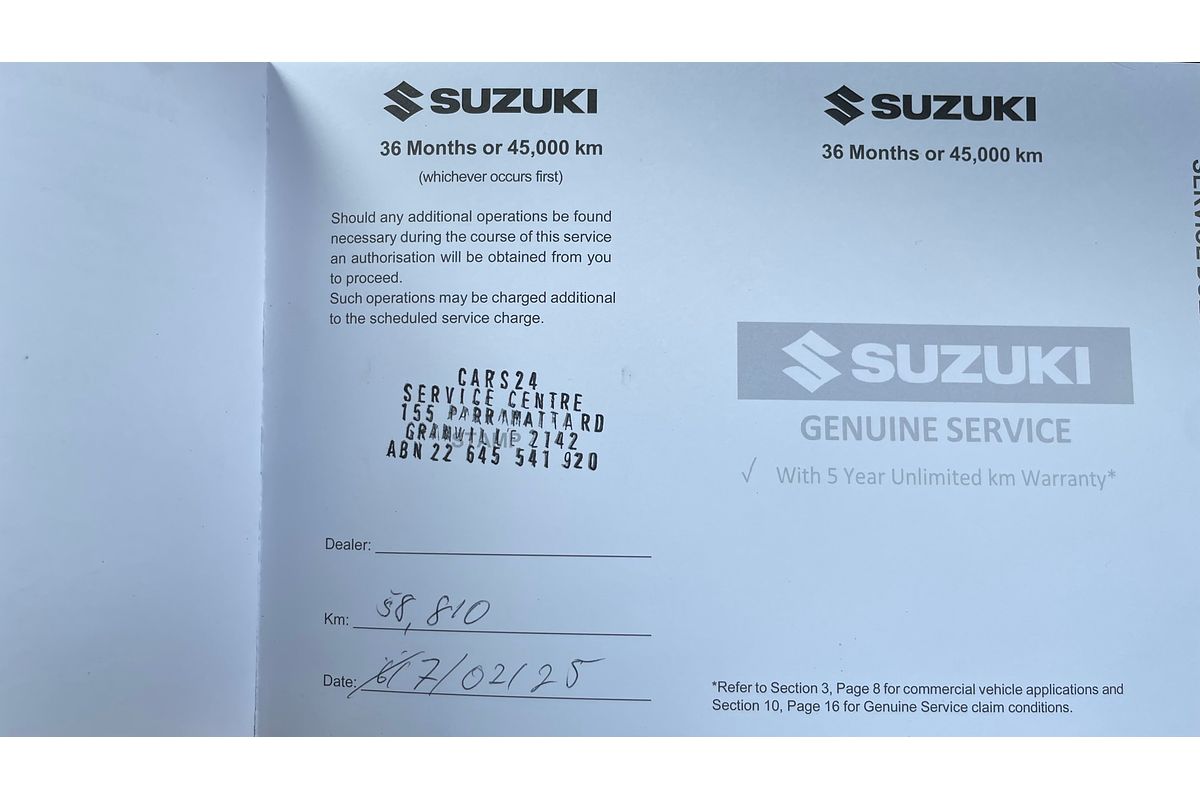 SUZUKI
36 Months or 45,000 km
(whichever occurs first)
Should any additional operations be found
necessary during the course of this service
an authorisation will be obtained from you
to proceed.
Such operations may be charged additional
to the scheduled service charge.
CARS24
SERVICE CENTRE
155 PARRAMATTA RD
GRANVILLE 2142
ABN 22 645 541 920
Dealer:
Km: 58,810
Date: 7/02/25
SUZUKI
36 Months or 45,000 km
SUZUKI
GENUINE SERVICE
√ With 5 Year Unlimited km Warranty*
*Refer to Section 3, Page 8 for commercial vehicle applications and
Section 10, Page 16 for Genuine Service claim conditions.